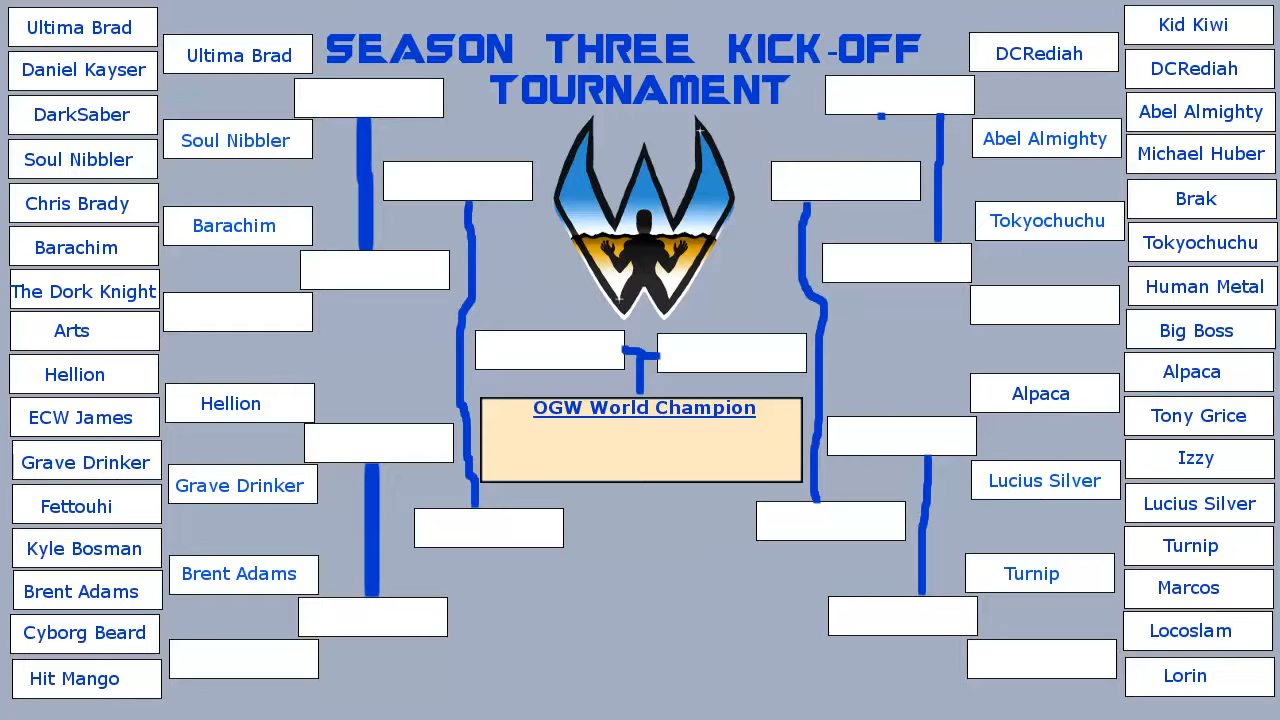 SEASON THREE KICK-OFF
TOURNAMENT
Ultima Brad
Daniel Kayser
DarkSaber
Soul Nibbler
Chris Brady
Barachim
The Dork Knight
Arts
Hellion
ECW James
Grave Drinker
Fettouhi
Kyle Bosman
Brent Adams
Cyborg Beard
Hit Mango
Ultima Brad
Soul Nibbler
Barachim
Hellion
Grave Drinker
Brent Adams
OGW World Champion
DCRediah
Abel Almighty
Tokyochuchu
Alpaca
Lucius Silver
Turnip
Kid Kiwi
DCRediah
Abel Almighty
Michael Huber
Brak
Tokyochuchu
Human Metal
Big Boss
Alpaca
Tony Grice
Izzy
Lucius Silver
Turnip
Marcos
Locoslam
Lorin